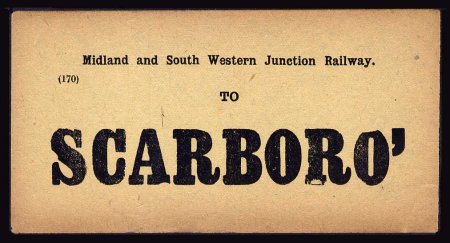 Midland and South Western Junction Railway.
(170)
TO
SCARBORO'